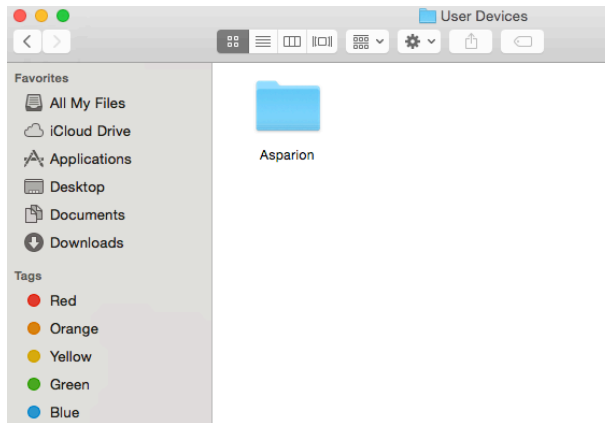 User Devices
Favorites
All My Files
iCloud Drive
Applications
Desktop
Documents
Downloads
Tags
Red
Orange
Yellow
Green
Blue
Asparion